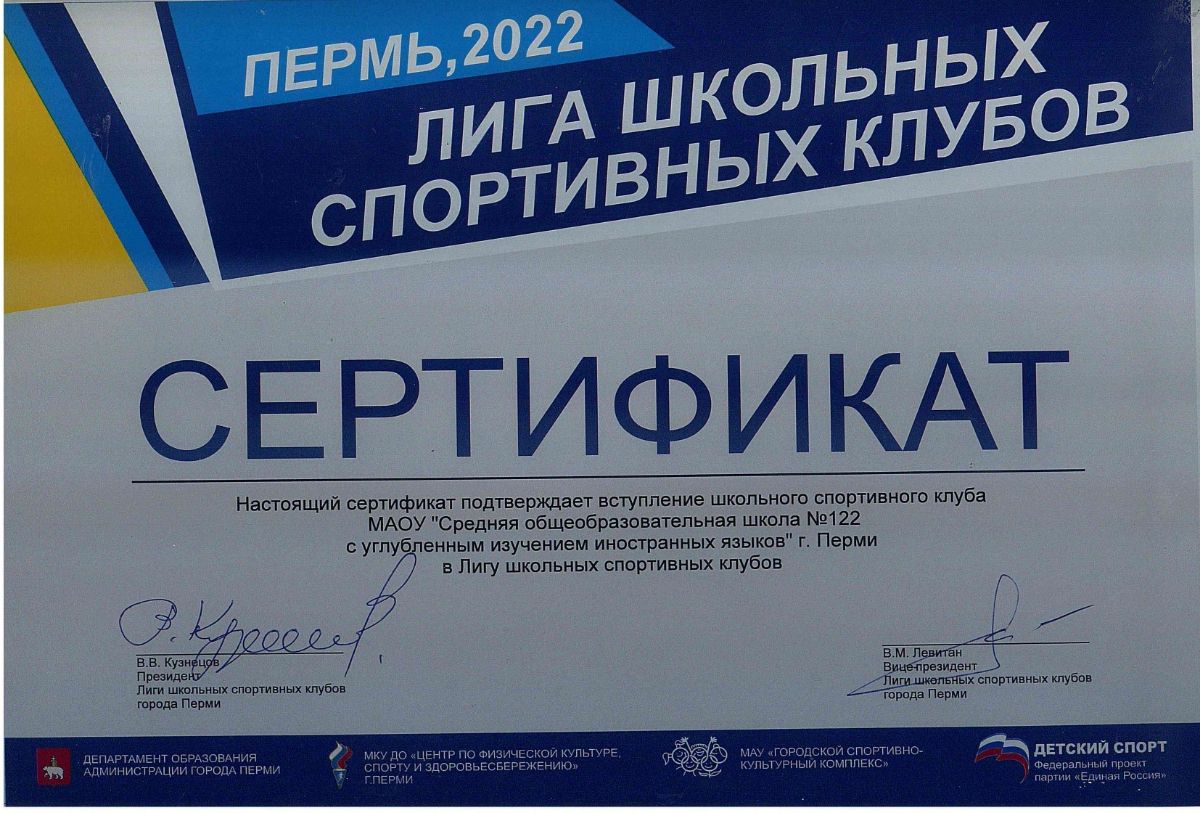 ПЕРМЬ, 2022
ЛИГА ШКОЛЬНЫХ
СПОРТИВНЫХ КЛУБОВ
СЕРТИФИКАТ
Настоящий сертификат подтверждает вступление школьного спортивного клуба
МАОУ "Средняя общеобразовательная школа №122
с углубленным изучением иностранных языков" г. Перми
в Лигу школьных спортивных клубов
В.В. Кузнецов
Президент
Лиги школьных спортивных клубов
города Перми
В.М. Левитан
Вице-президент
Лиги школьных спортивных клубов
города Перми
ДЕПАРТАМЕНТ ОБРАЗОВАНИЯ
АДМИНИСТРАЦИИ ГОРОДА ПЕРМИ
МКУ ДО «ЦЕНТР ПО ФИЗИЧЕСКОЙ КУЛЬТУРЕ,
СПОРТУ И ЗДОРОВЬЕСБЕРЕЖЕНИЮ»
Г.ПЕРМИ
МАУ «ГОРОДСКОЙ СПОРТИВНО-
КУЛЬТУРНЫЙ КОМПЛЕКС»
ДЕТСКИЙ СПОРТ
Федеральный проект
партии «Единая Россия»